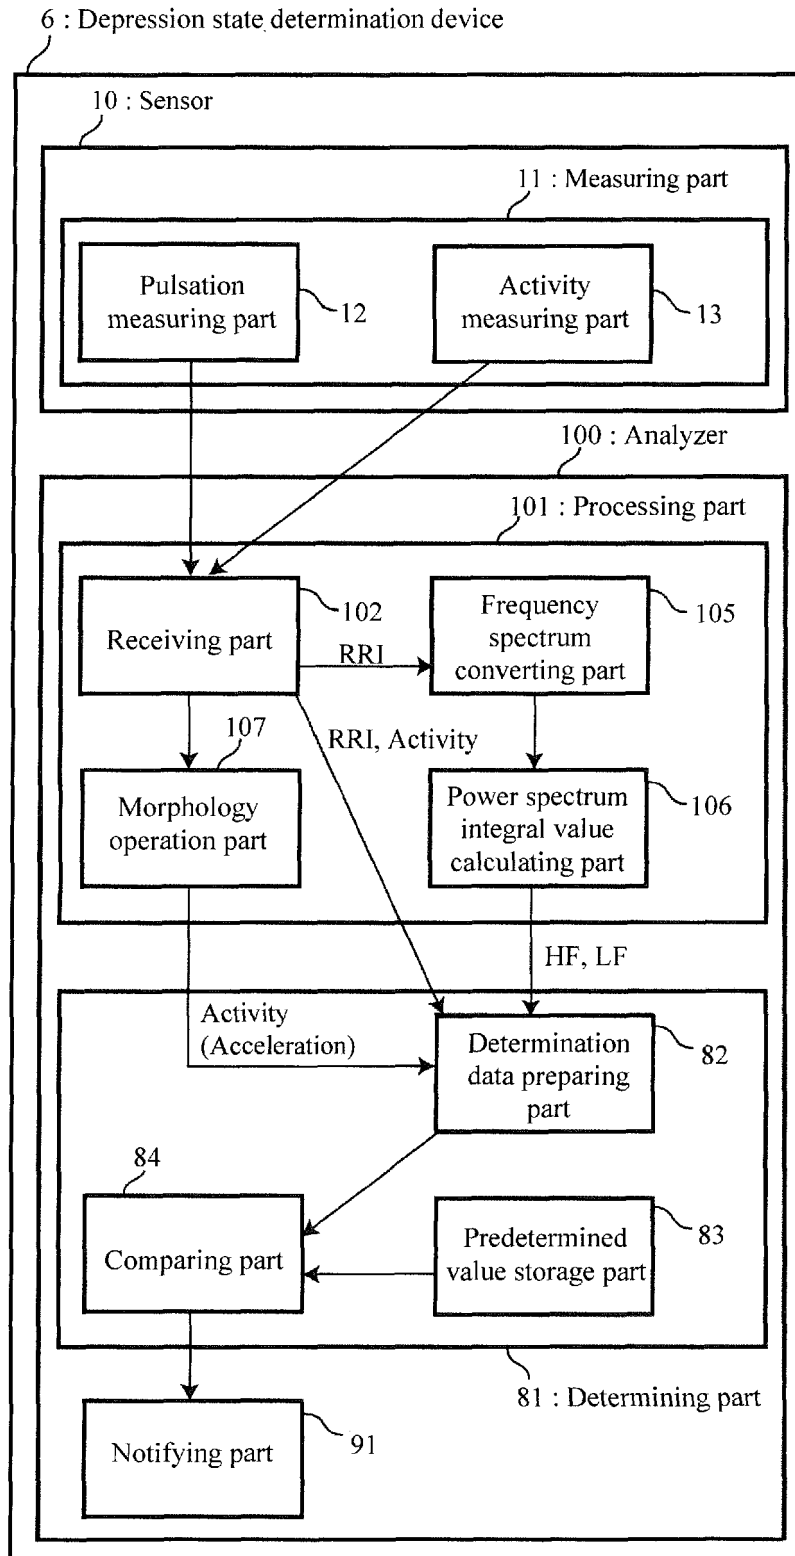 6 : Depression state determination device
10 : Sensor
11 : Measuring part
Pulsation
measuring part
12
Activity
measuring part
13
100 : Analyzer
101 : Processing part
Receiving part
102
RRI
Frequency
spectrum
converting part
105
107
RRI, Activity
Morphology
operation part
Power spectrum
integral value
calculating part
106
HF, LF
Activity
(Acceleration)
Determination
data preparing
part
82
84
Comparing part
Predetermined
value storage part
83
81 : Determining part
Notifying part
91